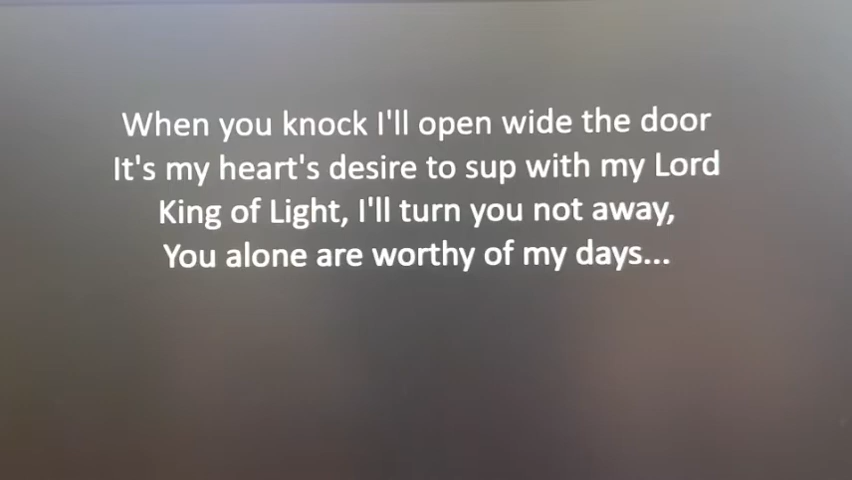 When you knock I'll open wide the door
It's my heart's desire to sup with my Lord
King of Light, I'll turn you not away,
You alone are worthy of my days...